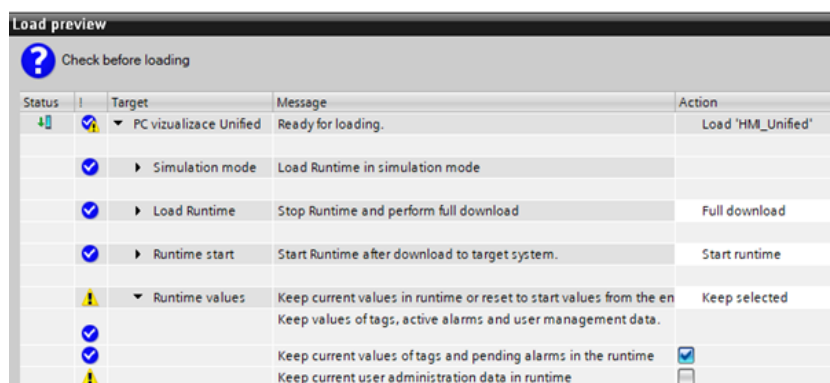 Load preview
Check before loading
Status ! Target Message Action
PC vizualizace Unified Ready for loading. Load 'HMI_Unified'
Simulation mode Load Runtime in simulation mode
Load Runtime Stop Runtime and perform full download Full download
Runtime start Start Runtime after download to target system. Start runtime
Runtime values Keep current values in runtime or reset to start values from the en Keep selected
Keep values of tags, active alarms and user management data.
Keep current values of tags and pending alarms in the runtime
Keep current user administration data in runtime